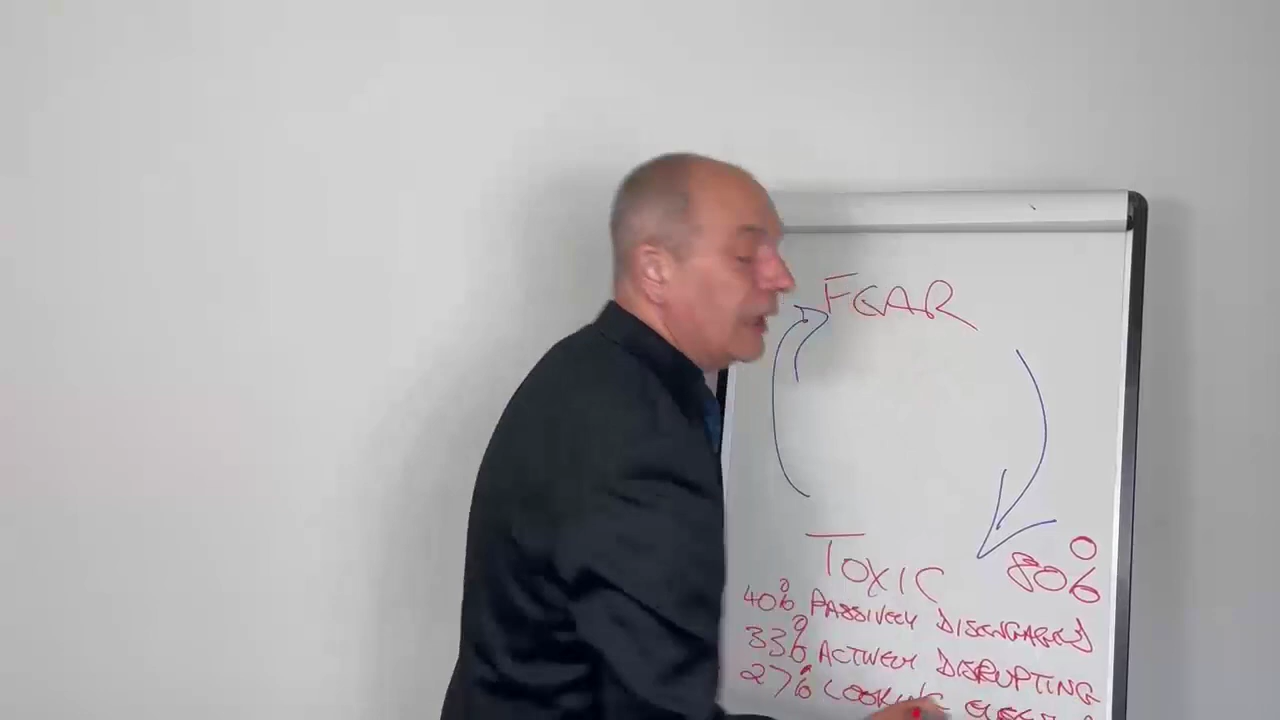 FEAR
TOXIC 80%
40% PASSIVELY DISENGAGED
33% ACTIVELY DISRUPTING
27% LOOKING